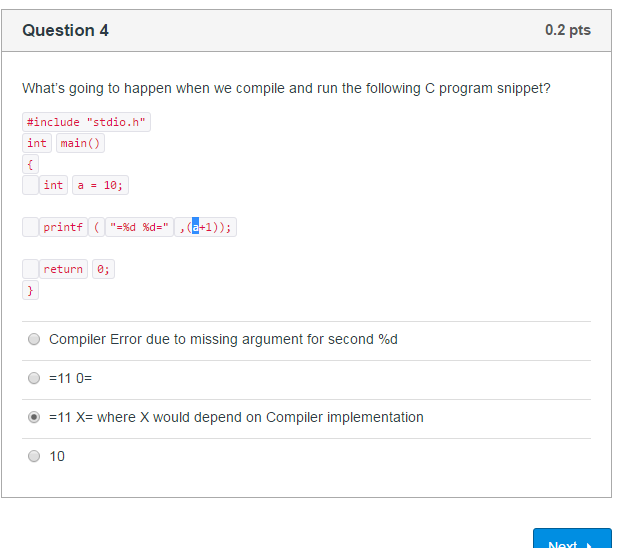 Question 4 0.2 pts
What's going to happen when we compile and run the following C program snippet?
#include "stdio.h"
int main()
{
int a = 10;
printf ( "=%d %d=" ,(a+1));
return 0;
}
Compiler Error due to missing argument for second %d
=11 0=
=11 X= where X would depend on Compiler implementation
10
Next